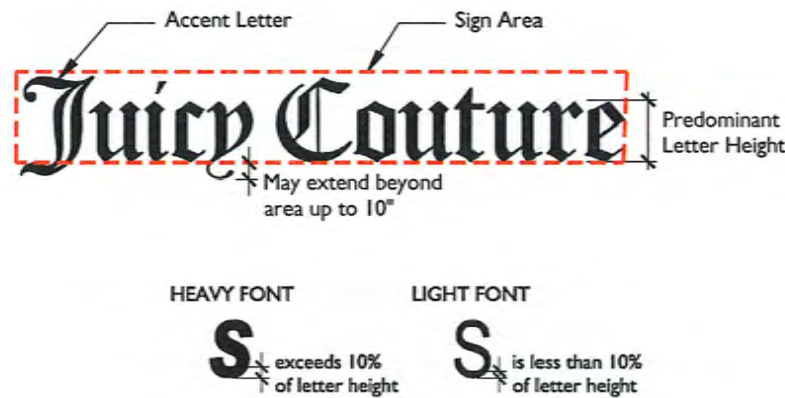 Accent Letter
Sign Area
Juicy Couture
Predominant
Letter Height
May extend beyond
area up to 10"
HEAVY FONT
LIGHT FONT
S
exceeds 10%
of letter height
S
is less than 10%
of letter height